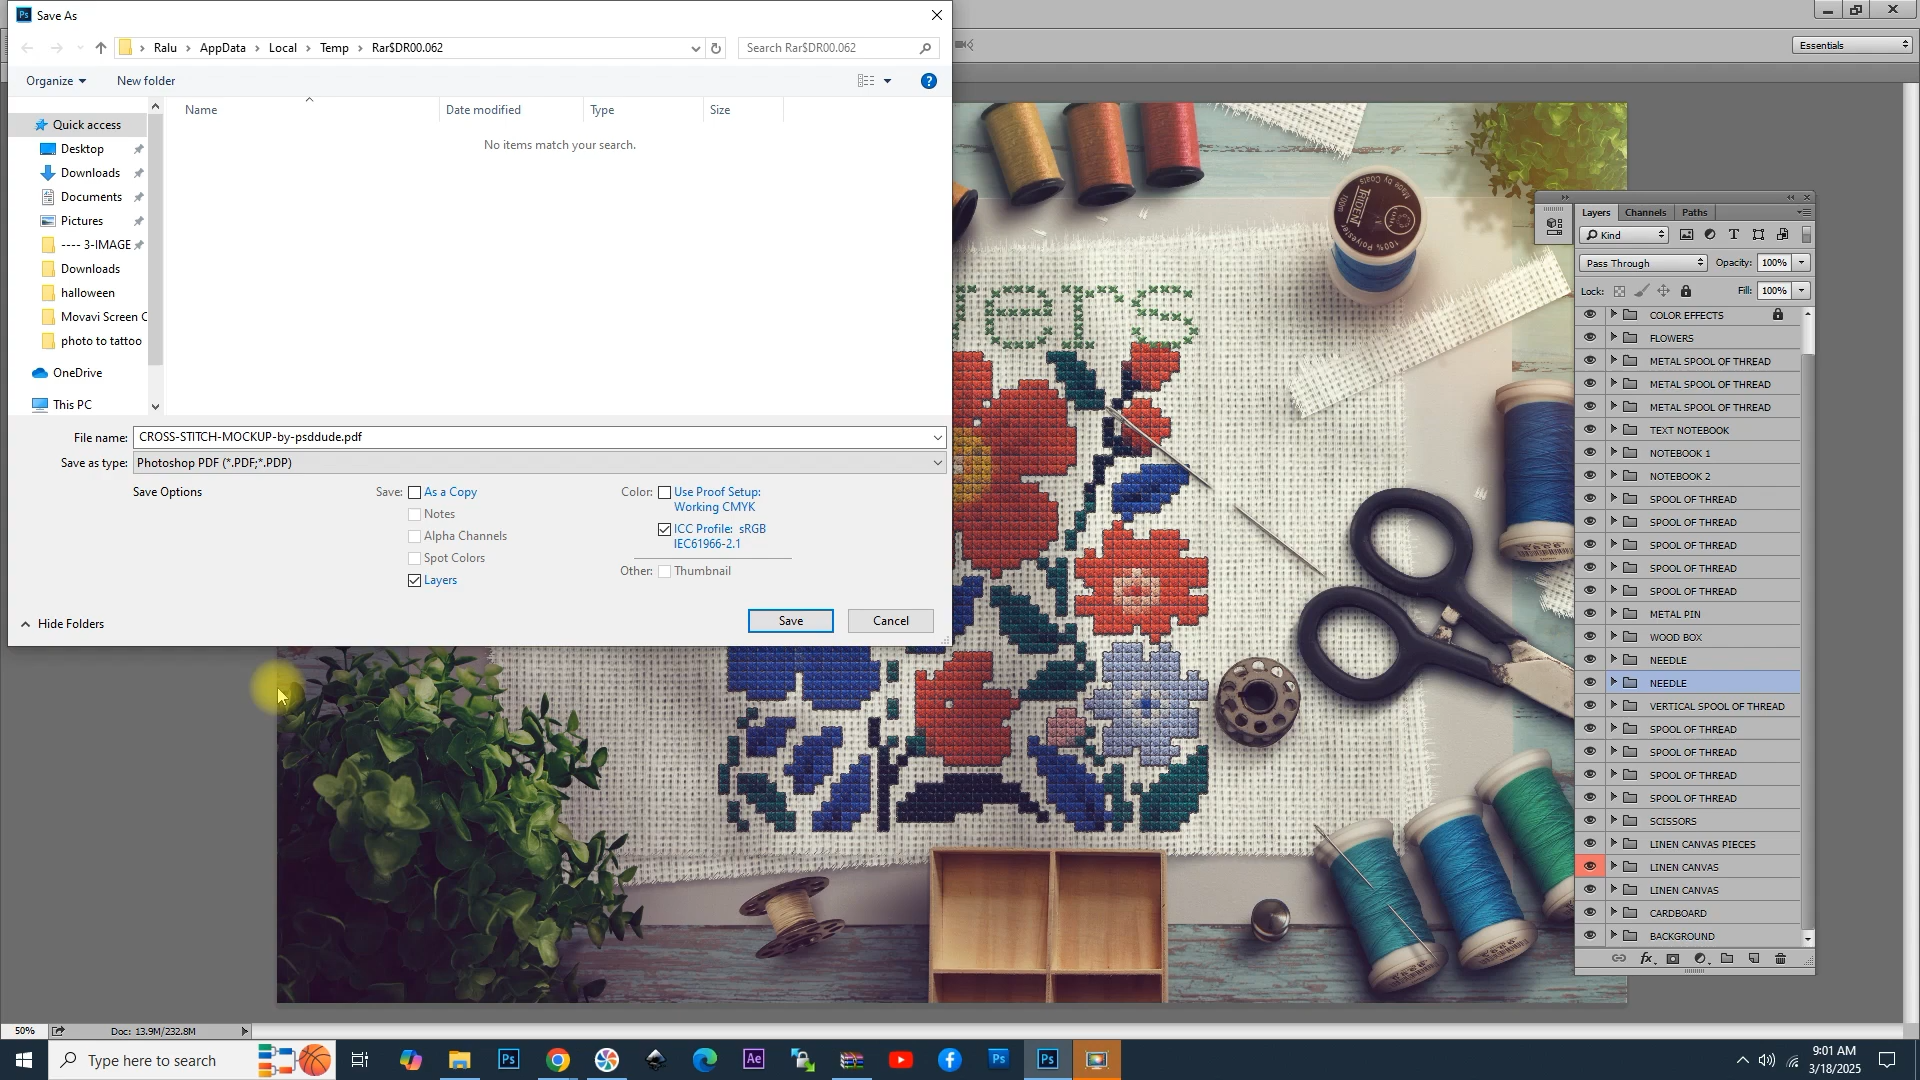 Save As
Ralu
AppData
Local
Temp
Rar$DR00.062
Search Rar$DR00.062
Essentials
Organize
New folder
Name
Date modified
Type
Size
No items match your search.
Quick access
Desktop
Downloads
Documents
Pictures
---- 3-IMAGE
Downloads
halloween
Movavi Screen C
photo to tattoo
OneDrive
This PC
File name:
CROSS-STITCH-MOCKUP-by-psddude.pdf
Save as type:
Photoshop PDF (*.PDF;*.PDP)
Save Options
Save:
As a Copy
Notes
Alpha Channels
Spot Colors
Layers
Color:
Use Proof Setup:
Working CMYK
ICC Profile: sRGB
IEC61966-2.1
Other:
Thumbnail
Hide Folders
Save
Cancel
Made by Coats
TRIDENT
100% Polyester
Layers
Channels
Paths
Kind
Pass Through
Opacity:
100%
Lock:
Fill:
100%
COLOR EFFECTS
FLOWERS
METAL SPOOL OF THREAD
METAL SPOOL OF THREAD
METAL SPOOL OF THREAD
TEXT NOTEBOOK
NOTEBOOK 1
NOTEBOOK 2
SPOOL OF THREAD
SPOOL OF THREAD
SPOOL OF THREAD
SPOOL OF THREAD
SPOOL OF THREAD
METAL PIN
WOOD BOX
NEEDLE
NEEDLE
VERTICAL SPOOL OF THREAD
SPOOL OF THREAD
SPOOL OF THREAD
SPOOL OF THREAD
SPOOL OF THREAD
SCISSORS
LINEN CANVAS PIECES
LINEN CANVAS
LINEN CANVAS
CARDBOARD
BACKGROUND
fx
50%
Doc: 13.9M/232.8M
Type here to search
9:01 AM
3/18/2025